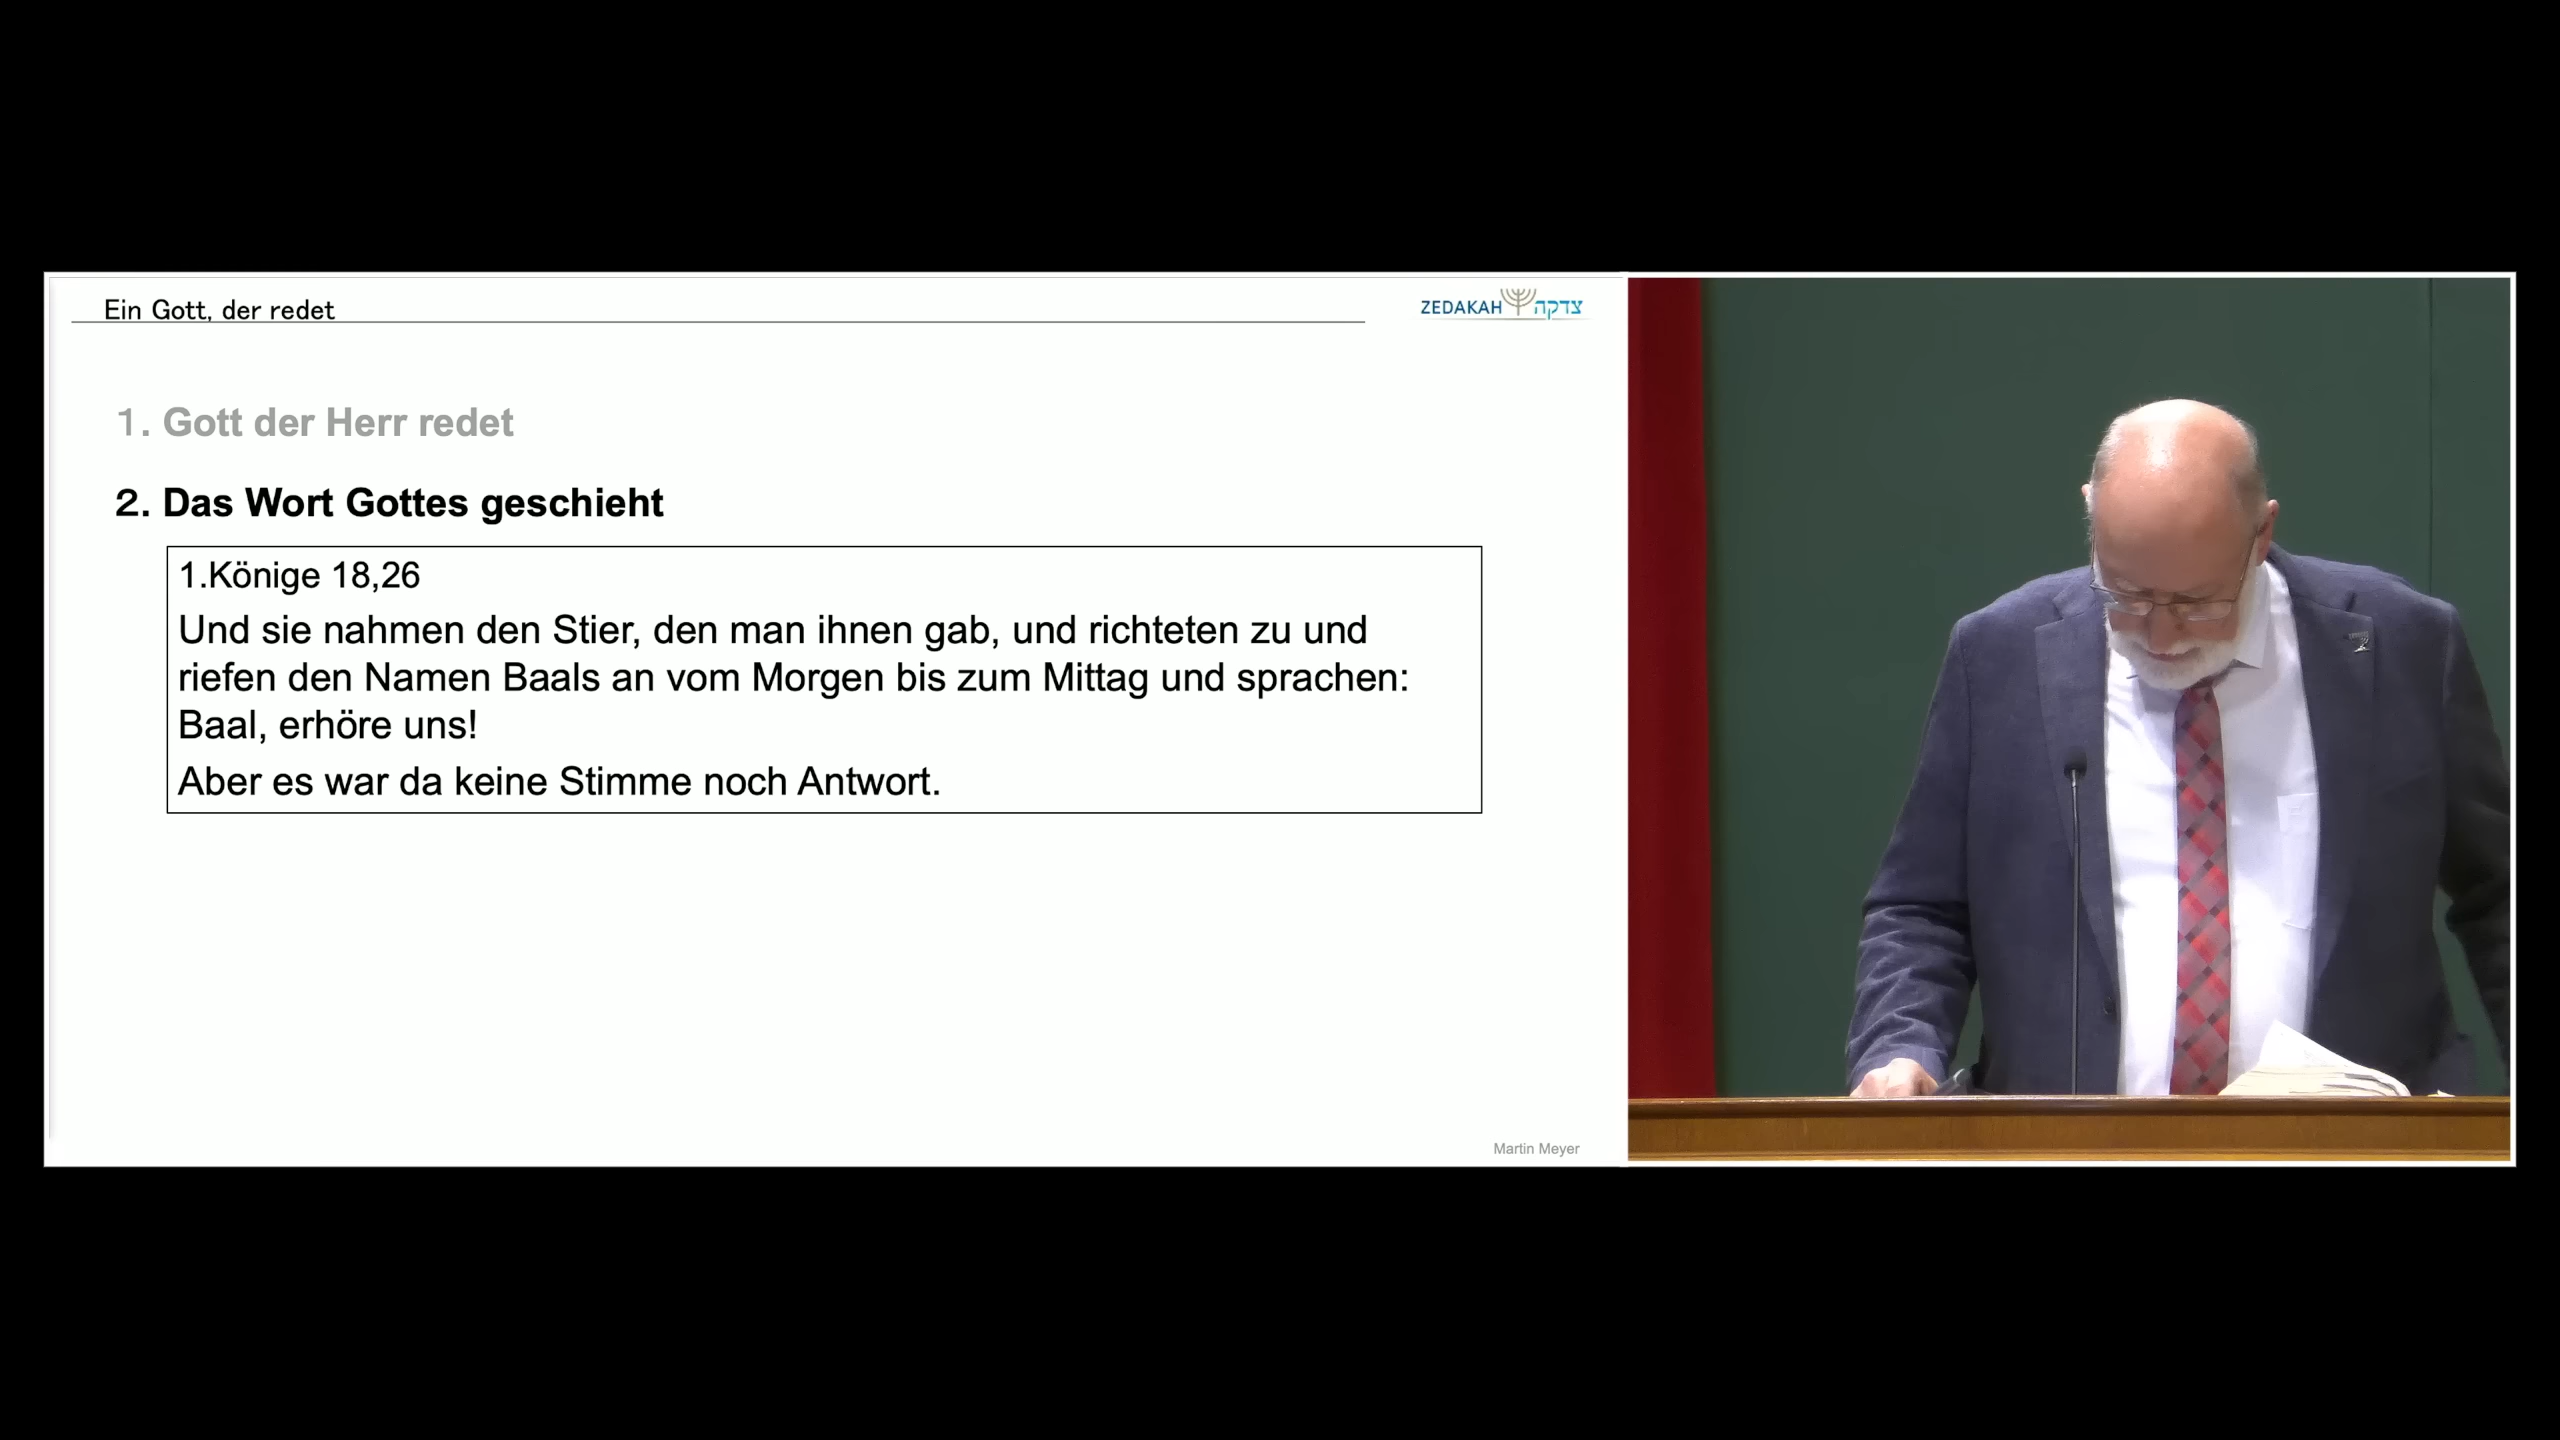 Ein Gott, der redet
ZEDAKAH צדקה
1. Gott der Herr redet
2. Das Wort Gottes geschieht
1.Könige 18,26
Und sie nahmen den Stier, den man ihnen gab, und richteten zu und
riefen den Namen Baals an vom Morgen bis zum Mittag und sprachen:
Baal, erhöre uns!
Aber es war da keine Stimme noch Antwort.
Martin Meyer